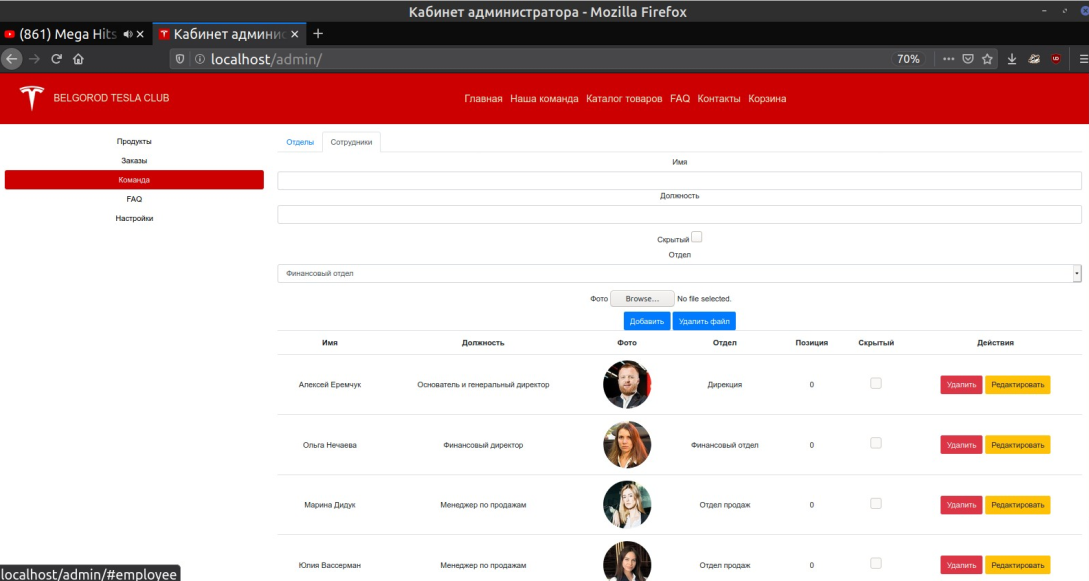 Кабинет администратора - Mozilla Firefox
(861) Mega Hits
Кабинет админис
localhost/admin/
70%
BELGOROD TESLA CLUB
Главная Наша команда Каталог товаров FAQ Контакты Корзина
Продукты
Заказы
Команда
FAQ
Настройки
Отделы Сотрудники
Имя
Должность
Скрытый
Отдел
Финансовый отдел
Фото Browse... No file selected.
Добавить Удалить файл
Имя Должность Фото Отдел Позиция Скрытый Действия
Алексей Еремчук Основатель и генеральный директор Дирекция 0 Удалить Редактировать
Ольга Нечаева Финансовый директор Финансовый отдел 0 Удалить Редактировать
Марина Дидук Менеджер по продажам Отдел продаж 0 Удалить Редактировать
Юлия Вассерман Менеджер по продажам Отдел продаж 0 Удалить Редактировать
localhost/admin/#employee